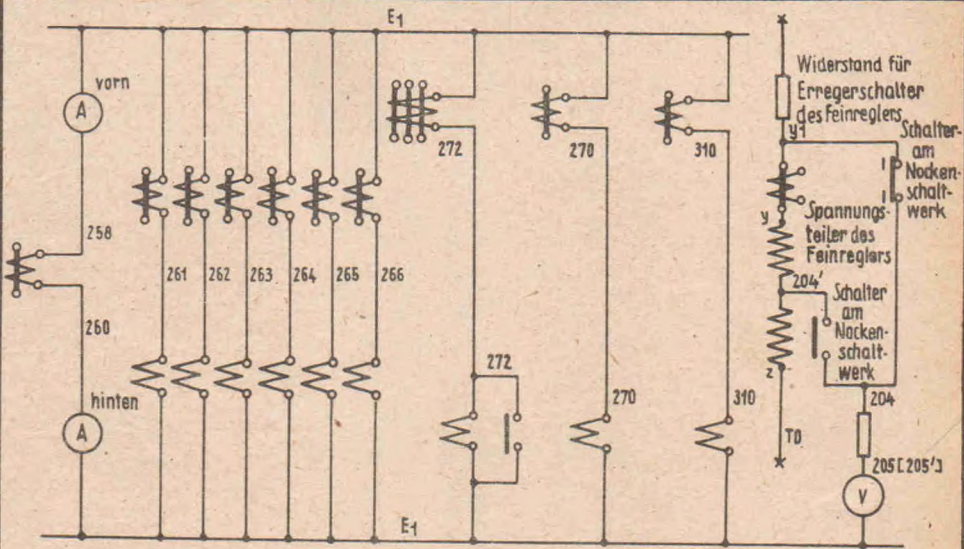 E1
vorn
A
258
260
hinten
A
261
262
263
264
265
266
272
272
270
270
310
310
E1
Widerstand für
Erregerschalter
des Feinreglers
y1
Schalter
am
Nocken-
schalt-
werk
y
Spannungs-
teiler des
Feinreglers
204'
Schalter
am
Nocken-
schalt-
werk
z
204
T0
205[205']
V